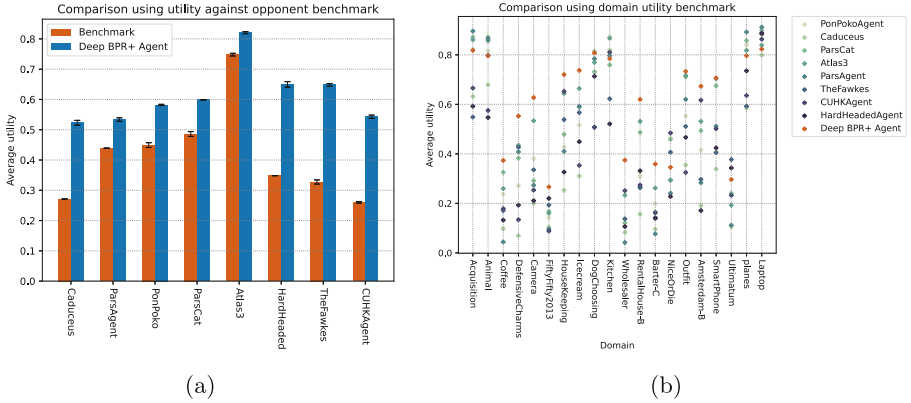 Comparison using utility against opponent benchmark
Benchmark
Deep BPR+ Agent
Average utility
0.8
0.7
0.6
0.5
0.4
0.3
0.2
0.1
0.0
Caduceus
ParsAgent
PonPoko
ParsCat
Atlas3
HardHeaded
TheFawkes
CUHKAgent
(a)
Comparison using domain utility benchmark
Average utility
0.8
0.6
0.4
0.2
0.0
Acquisition
Animal
Coffee
DefensiveCharms
Camera
FiftyFifty2013
HouseKeeping
Icecream
DogChoosing
Kitchen
Wholesaler
RentalHouse-B
Barter-C
NiceOrDie
Outfit
Amsterdam-B
SmartPhone
Ultimatum
planes
Laptop
Domain
PonPokoAgent
Caduceus
ParsCat
Atlas3
ParsAgent
TheFawkes
CUHKAgent
HardHeadedAgent
Deep BPR+ Agent
(b)